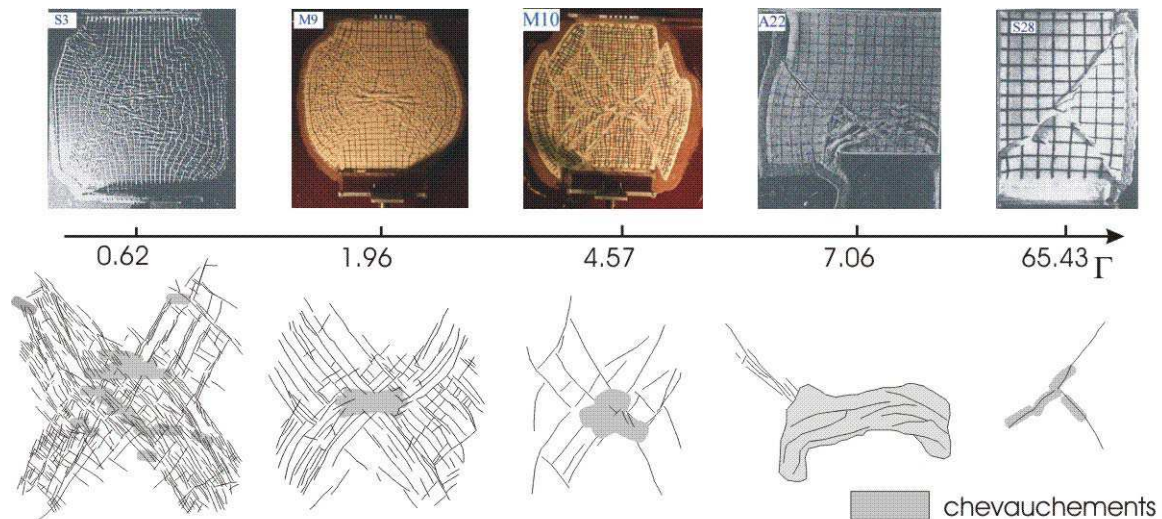 S3
M9
M10
A22
S28
0.62
1.96
4.57
7.06
65.43
Γ
chevauchements